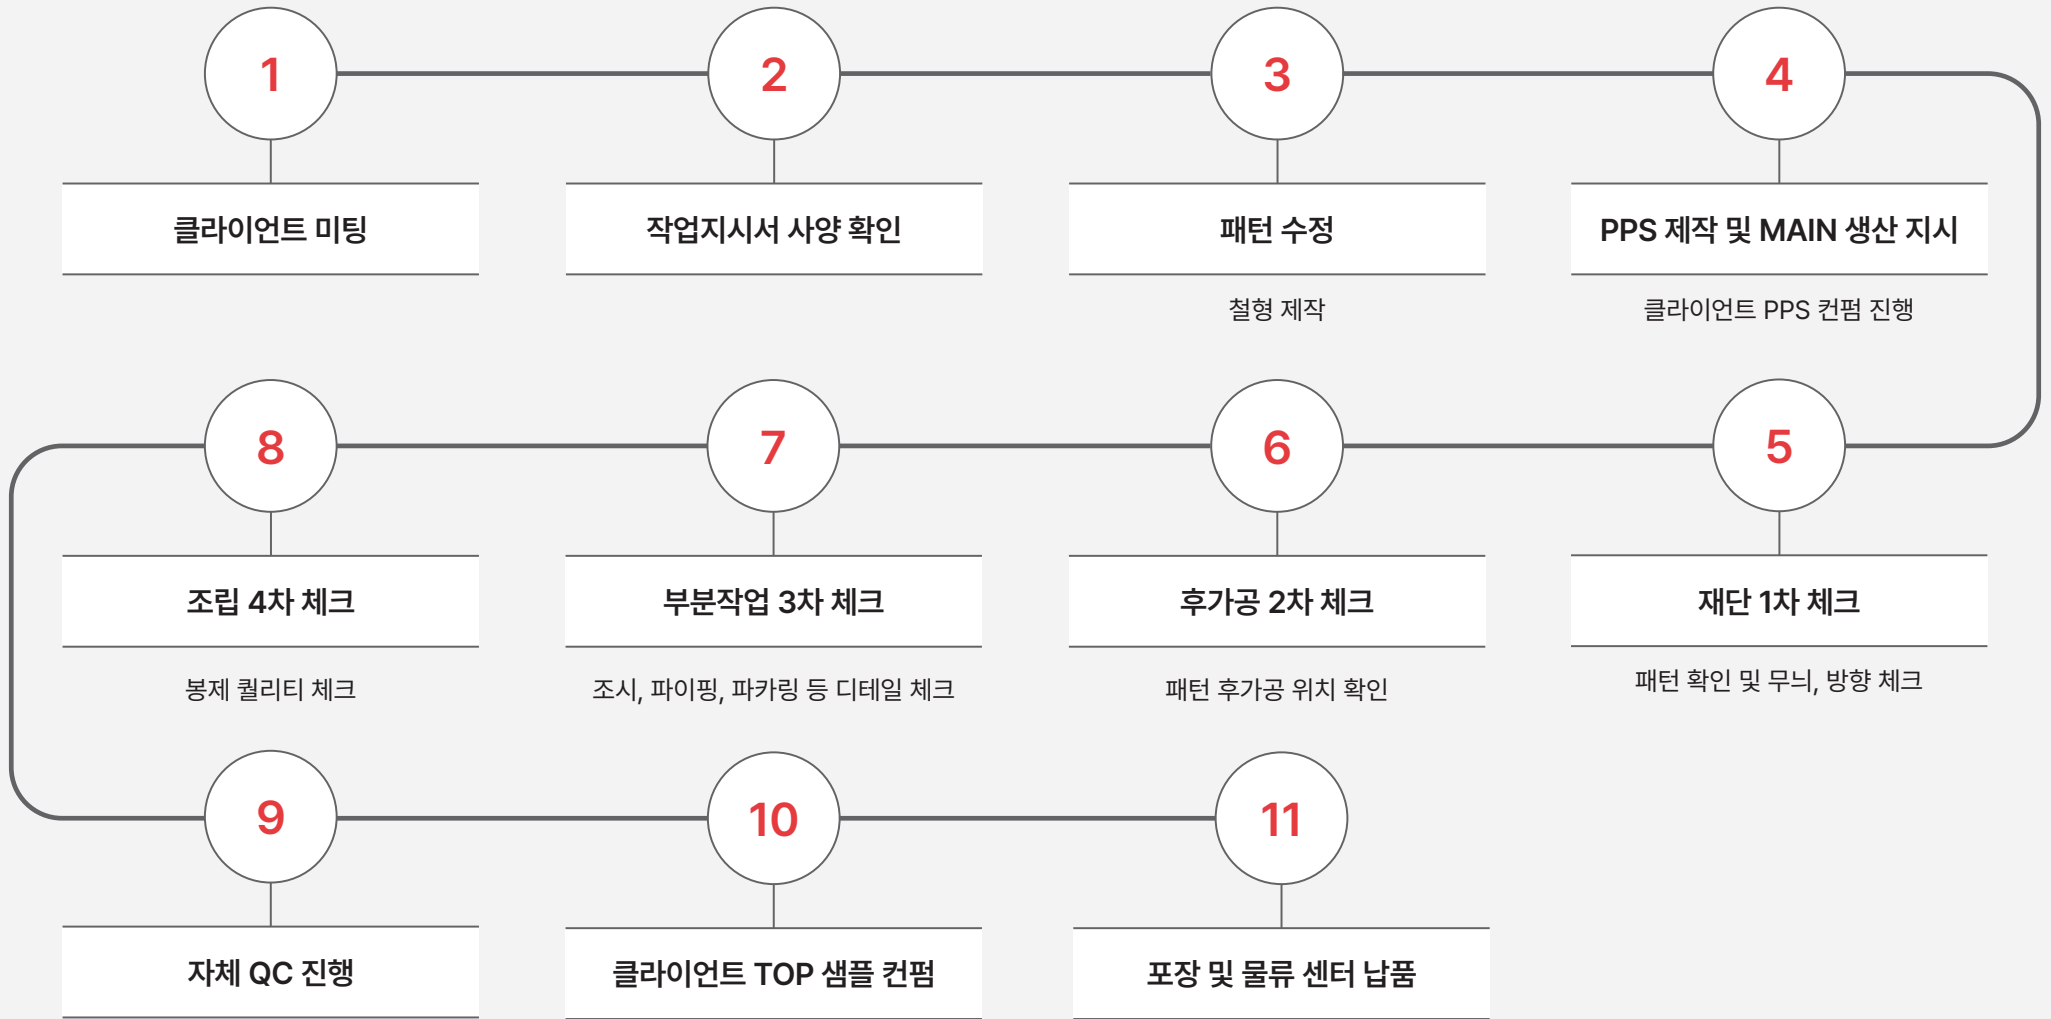 1
클라이언트 미팅
2
작업지시서 사양 확인
3
패턴 수정
철형 제작
4
PPS 제작 및 MAIN 생산 지시
클라이언트 PPS 컨펌 진행
5
재단 1차 체크
패턴 확인 및 무늬, 방향 체크
6
후가공 2차 체크
패턴 후가공 위치 확인
7
부분작업 3차 체크
조시, 파이핑, 파카링 등 디테일 체크
8
조립 4차 체크
봉제 퀄리티 체크
9
자체 QC 진행
10
클라이언트 TOP 샘플 컨펌
11
포장 및 물류 센터 납품